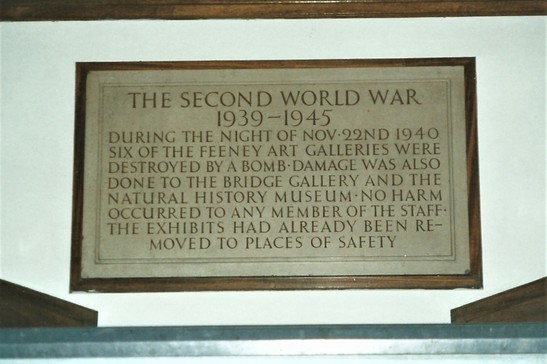 THE SECOND WORLD WAR
1939–1945
DURING THE NIGHT OF NOV·22ND 1940
SIX OF THE FEENEY ART GALLERIES WERE
DESTROYED BY A BOMB·DAMAGE WAS ALSO
DONE TO THE BRIDGE GALLERY AND THE
NATURAL HISTORY MUSEUM·NO HARM
OCCURRED TO ANY MEMBER OF THE STAFF·
THE EXHIBITS HAD ALREADY BEEN RE–
MOVED TO PLACES OF SAFETY